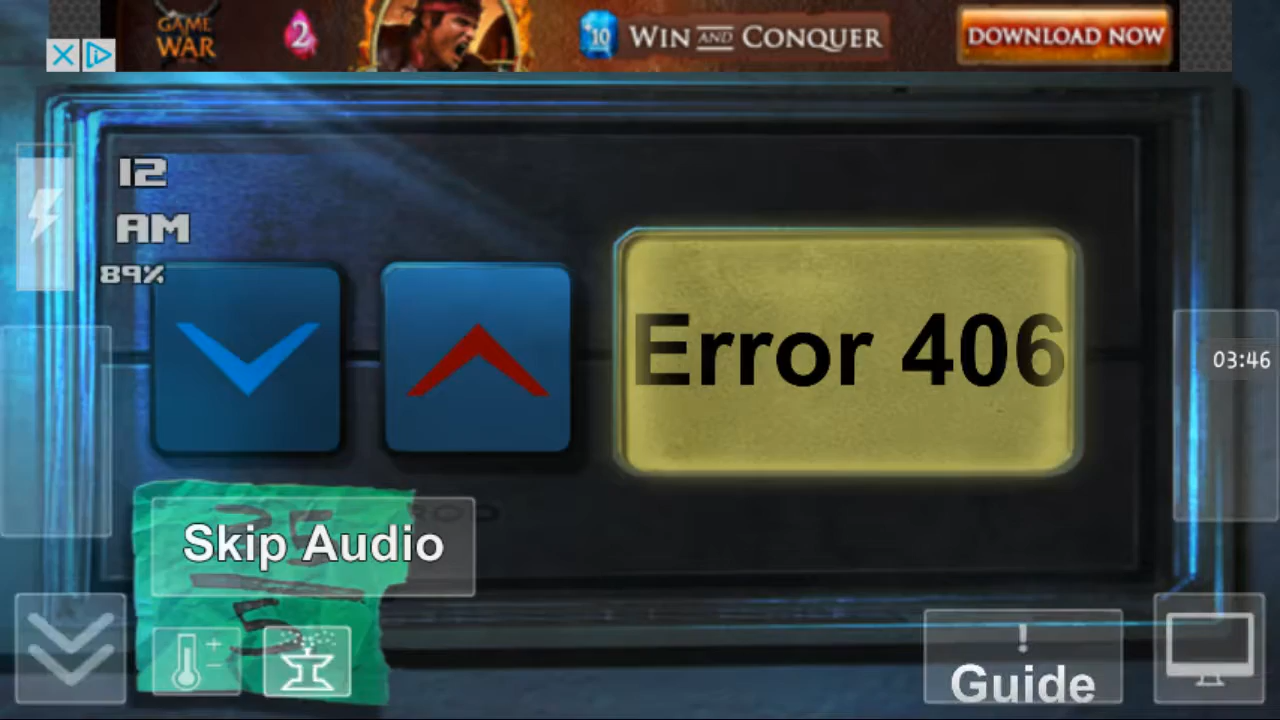 GAME
WAR
2
10
WIN AND CONQUER
DOWNLOAD NOW
12
AM
89%
Error 406
03:46
Skip Audio
5
!
Guide